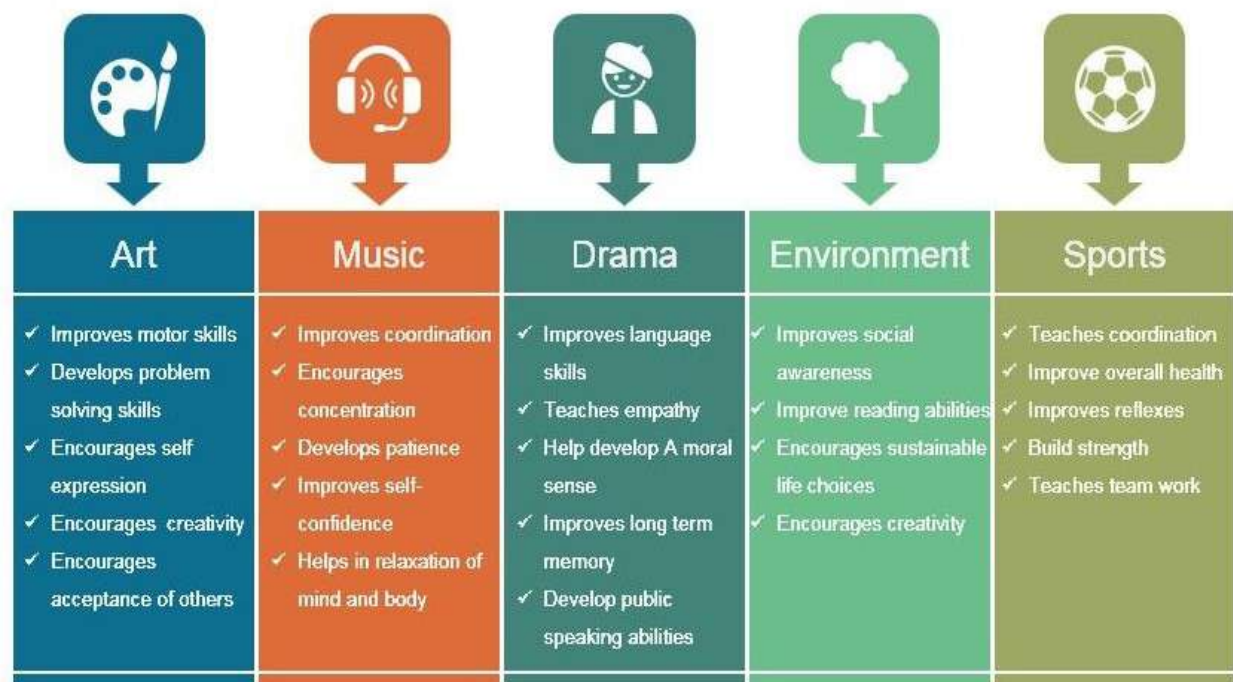 Art
Music
Drama
Environment
Sports
Improves motor skills
Develops problem
solving skills
Encourages self
expression
Encourages creativity
Encourages
acceptance of others
Improves coordination
Encourages
concentration
Develops patience
Improves self-
confidence
Helps in relaxation of
mind and body
Improves language
skills
Teaches empathy
Help develop A moral
sense
Improves long term
memory
Develop public
speaking abilities
Improves social
awareness
Improve reading abilities
Encourages sustainable
life choices
Encourages creativity
Teaches coordination
Improve overall health
Improves reflexes
Build strength
Teaches team work